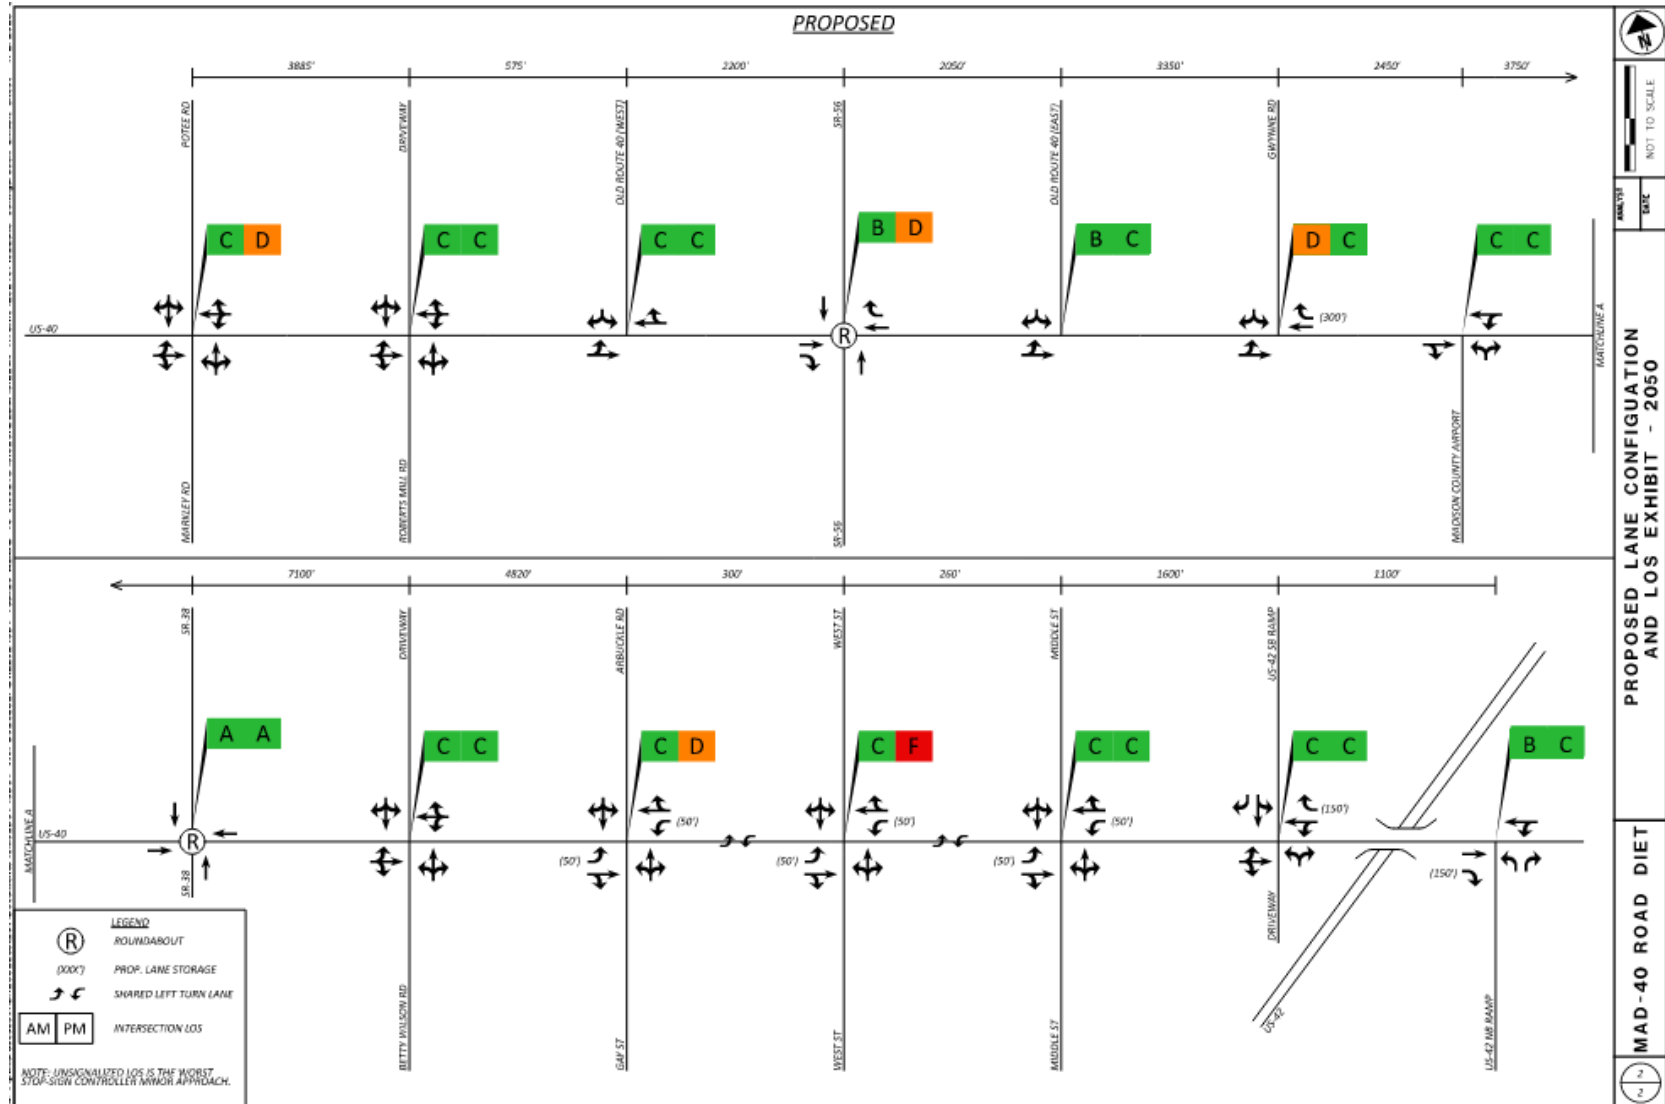 PROPOSED
3885'
575'
2200'
2050'
3350'
2450'
3750'
POTEE RD
DRIVEWAY
OLD ROUTE 40 (WEST)
SR-56
OLD ROUTE 40 (EAST)
GWYNNE RD
C D
C C
C C
B D
B C
D C
C C
US-40
R
(300')
MATCHLINE A
MARKLEY RD
ROBERTS MILL RD
SR-56
MADISON COUNTY AIRPORT
7100'
4820'
300'
260'
1600'
1100'
SR-38
DRIVEWAY
ARBUCKLE RD
WEST ST
MIDDLE ST
US-42 SB RAMP
A A
C C
C D
C F
C C
C C
B C
MATCHLINE A
US-40
R
(50')
(50')
(50')
(150')
(50')
(50')
(50')
(150')
SR-38
BETTY WILSON RD
GAY ST
WEST ST
MIDDLE ST
DRIVEWAY
US-42
US-42 NB RAMP
LEGEND
R ROUNDABOUT
(XXX') PROP. LANE STORAGE
SHARED LEFT TURN LANE
AM PM INTERSECTION LOS
NOTE: UNSIGNALIZED LOS IS THE WORST
STOP-SIGN CONTROLLER MINOR APPROACH.
N
NOT TO SCALE
ANALYST
DATE
PROPOSED LANE CONFIGUATION
AND LOS EXHIBIT - 2050
MAD-40 ROAD DIET
2
2